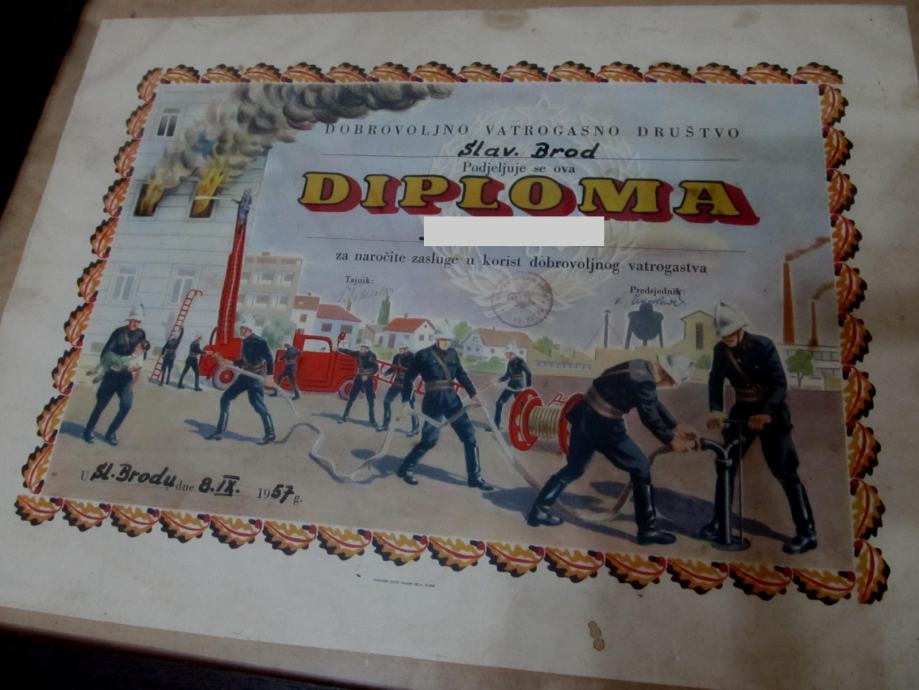 DOBROVOLJNO VATROGASNO DRUŠTVO
Slav. Brod
Podjeljuje se ova
DIPLOMA
za naročite zasluge u korist dobrovoljnog vatrogastva
Tajnik:
Predsjednik:
U Sl. Brodu dne 8. IX. 1957 g.